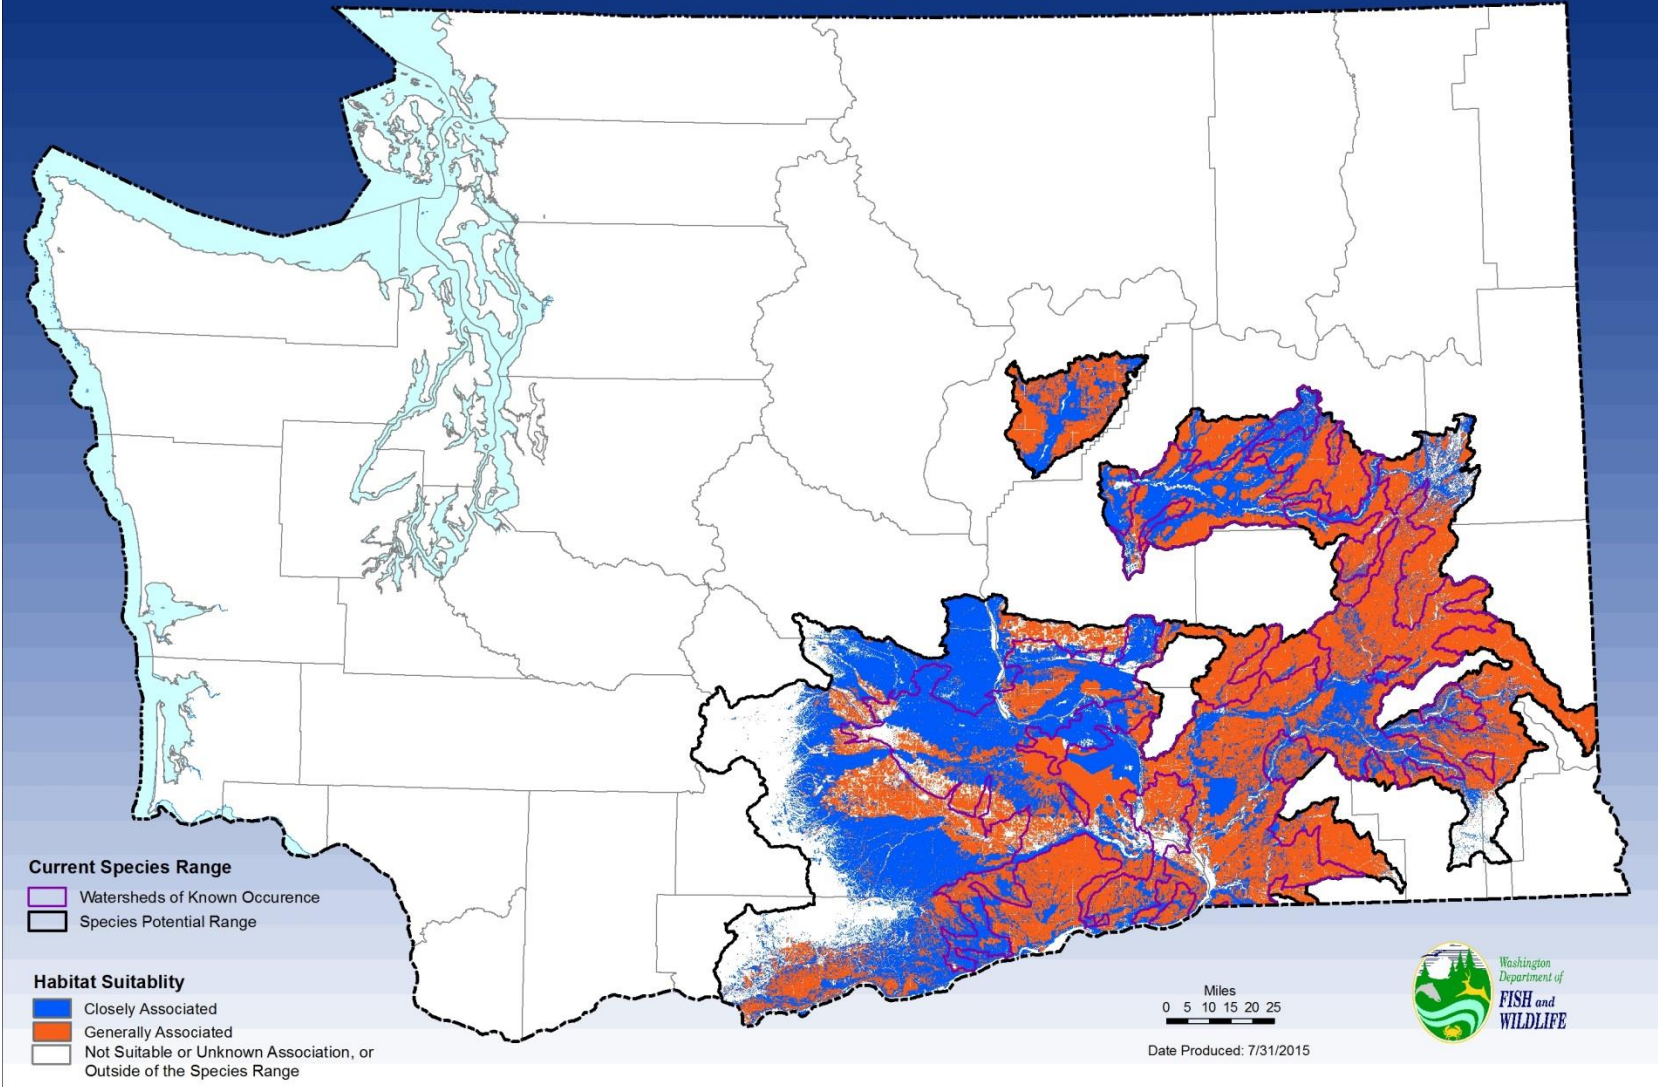 Current Species Range
Watersheds of Known Occurence
Species Potential Range
Habitat Suitablity
Closely Associated
Generally Associated
Not Suitable or Unknown Association, or
Outside of the Species Range
Miles
0 5 10 15 20 25
Date Produced: 7/31/2015
Washington
Department of
FISH and
WILDLIFE